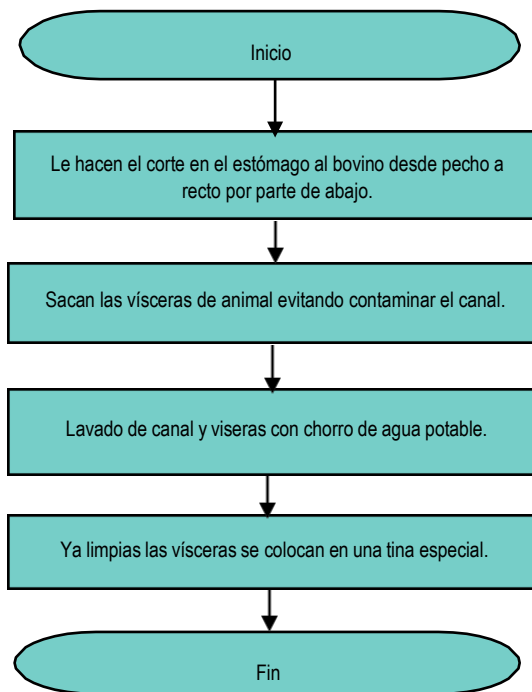 Inicio
Le hacen el corte en el estómago al bovino desde pecho a
recto por parte de abajo.
Sacan las vísceras de animal evitando contaminar el canal.
Lavado de canal y viseras con chorro de agua potable.
Ya limpias las vísceras se colocan en una tina especial.
Fin